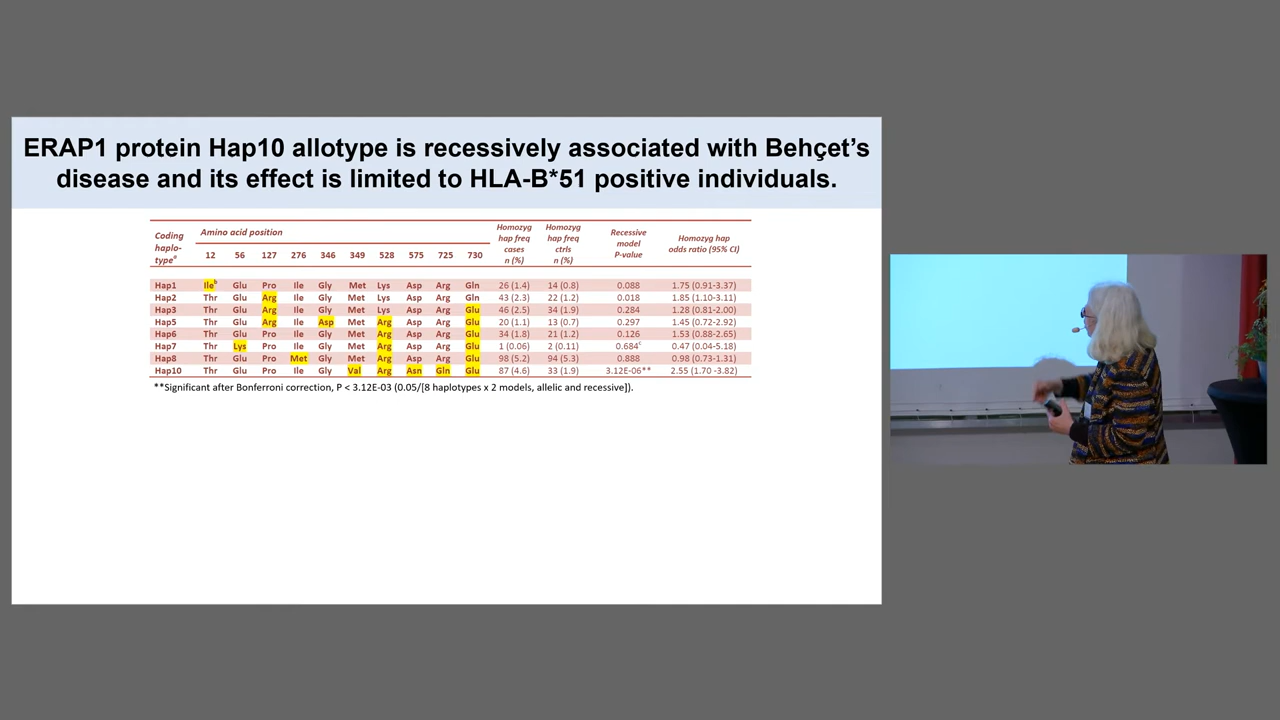 ERAP1 protein Hap10 allotype is recessively associated with Behçet's
disease and its effect is limited to HLA-B*51 positive individuals.
Coding haplo-typeᵃ Amino acid position Homozyg hap freq cases n (%) Homozyg hap freq ctrls n (%) Recessive model P-value Homozyg hap odds ratio (95% CI)
12 56 127 276 346 349 528 575 725 730
Hap1 Ileᵇ Glu Pro Ile Gly Met Lys Asp Arg Gln 26 (1.4) 14 (0.8) 0.088 1.75 (0.91-3.37)
Hap2 Thr Glu Arg Ile Gly Met Lys Asp Arg Gln 43 (2.3) 22 (1.2) 0.018 1.85 (1.10-3.11)
Hap3 Thr Glu Arg Ile Gly Met Lys Asp Arg Glu 46 (2.5) 34 (1.9) 0.284 1.28 (0.81-2.00)
Hap5 Thr Glu Arg Ile Asp Met Arg Asp Arg Glu 20 (1.1) 13 (0.7) 0.297 1.45 (0.72-2.92)
Hap6 Thr Glu Pro Ile Gly Met Arg Asp Arg Glu 34 (1.8) 21 (1.2) 0.126 1.53 (0.88-2.65)
Hap7 Thr Lys Pro Ile Gly Met Arg Asp Arg Glu 1 (0.06) 2 (0.11) 0.684ᶜ 0.47 (0.04-5.18)
Hap8 Thr Glu Pro Met Gly Met Arg Asp Arg Glu 98 (5.2) 94 (5.3) 0.888 0.98 (0.73-1.31)
Hap10 Thr Glu Pro Ile Gly Val Arg Asn Gln Glu 87 (4.6) 33 (1.9) 3.12E-06** 2.55 (1.70 -3.82)
**Significant after Bonferroni correction, P < 3.12E-03 (0.05/[8 haplotypes x 2 models, allelic and recessive]).